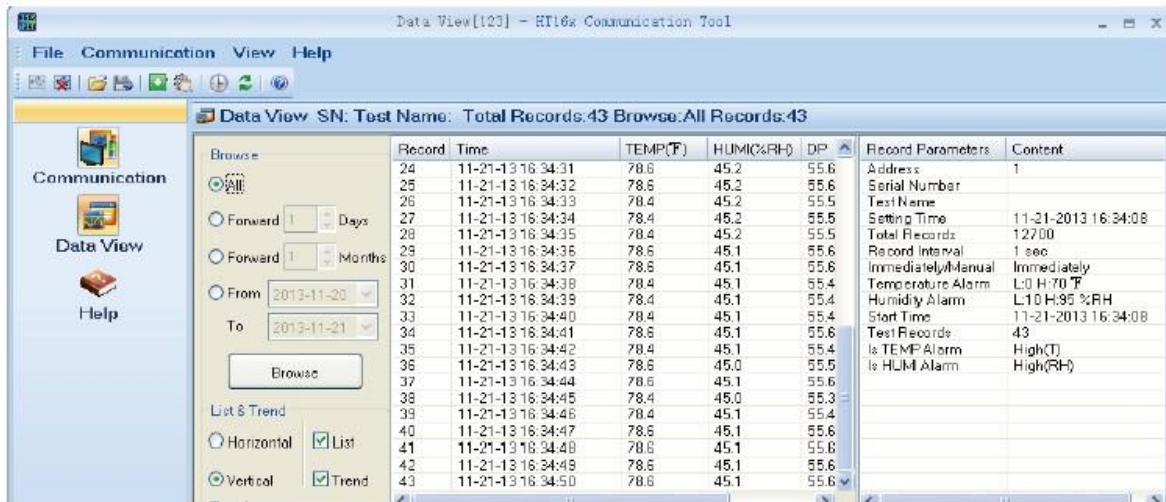 Data View[123] - HT16x Communication Tool
File Communication View Help
Data View SN: Test Name: Total Records:43 Browse:All Records:43
Communication
Data View
Help
Browse
All
Forward 1 Days
Forward 1 Months
From 2013-11-20
To 2013-11-21
Browse
List & Trend
Horizontal List
Vertical Trend
Record Time TEMP(℉) HUMI(%RH) DP
24 11-21-13 16:34:31 78.6 45.2 55.6
25 11-21-13 16:34:32 78.6 45.2 55.6
26 11-21-13 16:34:33 78.4 45.2 55.5
27 11-21-13 16:34:34 78.4 45.2 55.5
28 11-21-13 16:34:35 78.4 45.2 55.5
29 11-21-13 16:34:36 78.6 45.1 55.6
30 11-21-13 16:34:37 78.6 45.1 55.6
31 11-21-13 16:34:38 78.4 45.1 55.4
32 11-21-13 16:34:39 78.4 45.1 55.4
33 11-21-13 16:34:40 78.4 45.1 55.4
34 11-21-13 16:34:41 78.6 45.1 55.6
35 11-21-13 16:34:42 78.4 45.1 55.4
36 11-21-13 16:34:43 78.6 45.0 55.5
37 11-21-13 16:34:44 78.6 45.1 55.6
38 11-21-13 16:34:45 78.4 45.0 55.3
39 11-21-13 16:34:46 78.4 45.1 55.4
40 11-21-13 16:34:47 78.6 45.1 55.6
41 11-21-13 16:34:48 78.6 45.1 55.6
42 11-21-13 16:34:49 78.6 45.1 55.6
43 11-21-13 16:34:50 78.6 45.1 55.6
Record Parameters Content
Address 1
Serial Number
Test Name
Setting Time 11-21-2013 16:34:08
Total Records 12700
Record Interval 1 sec
Immediately/Manual Immediately
Temperature Alarm L:0 H:70 ℉
Humidity Alarm L:10 H:95 %RH
Start Time 11-21-2013 16:34:08
Test Records 43
Is TEMP Alarm High(T)
Is HUMI Alarm High(RH)